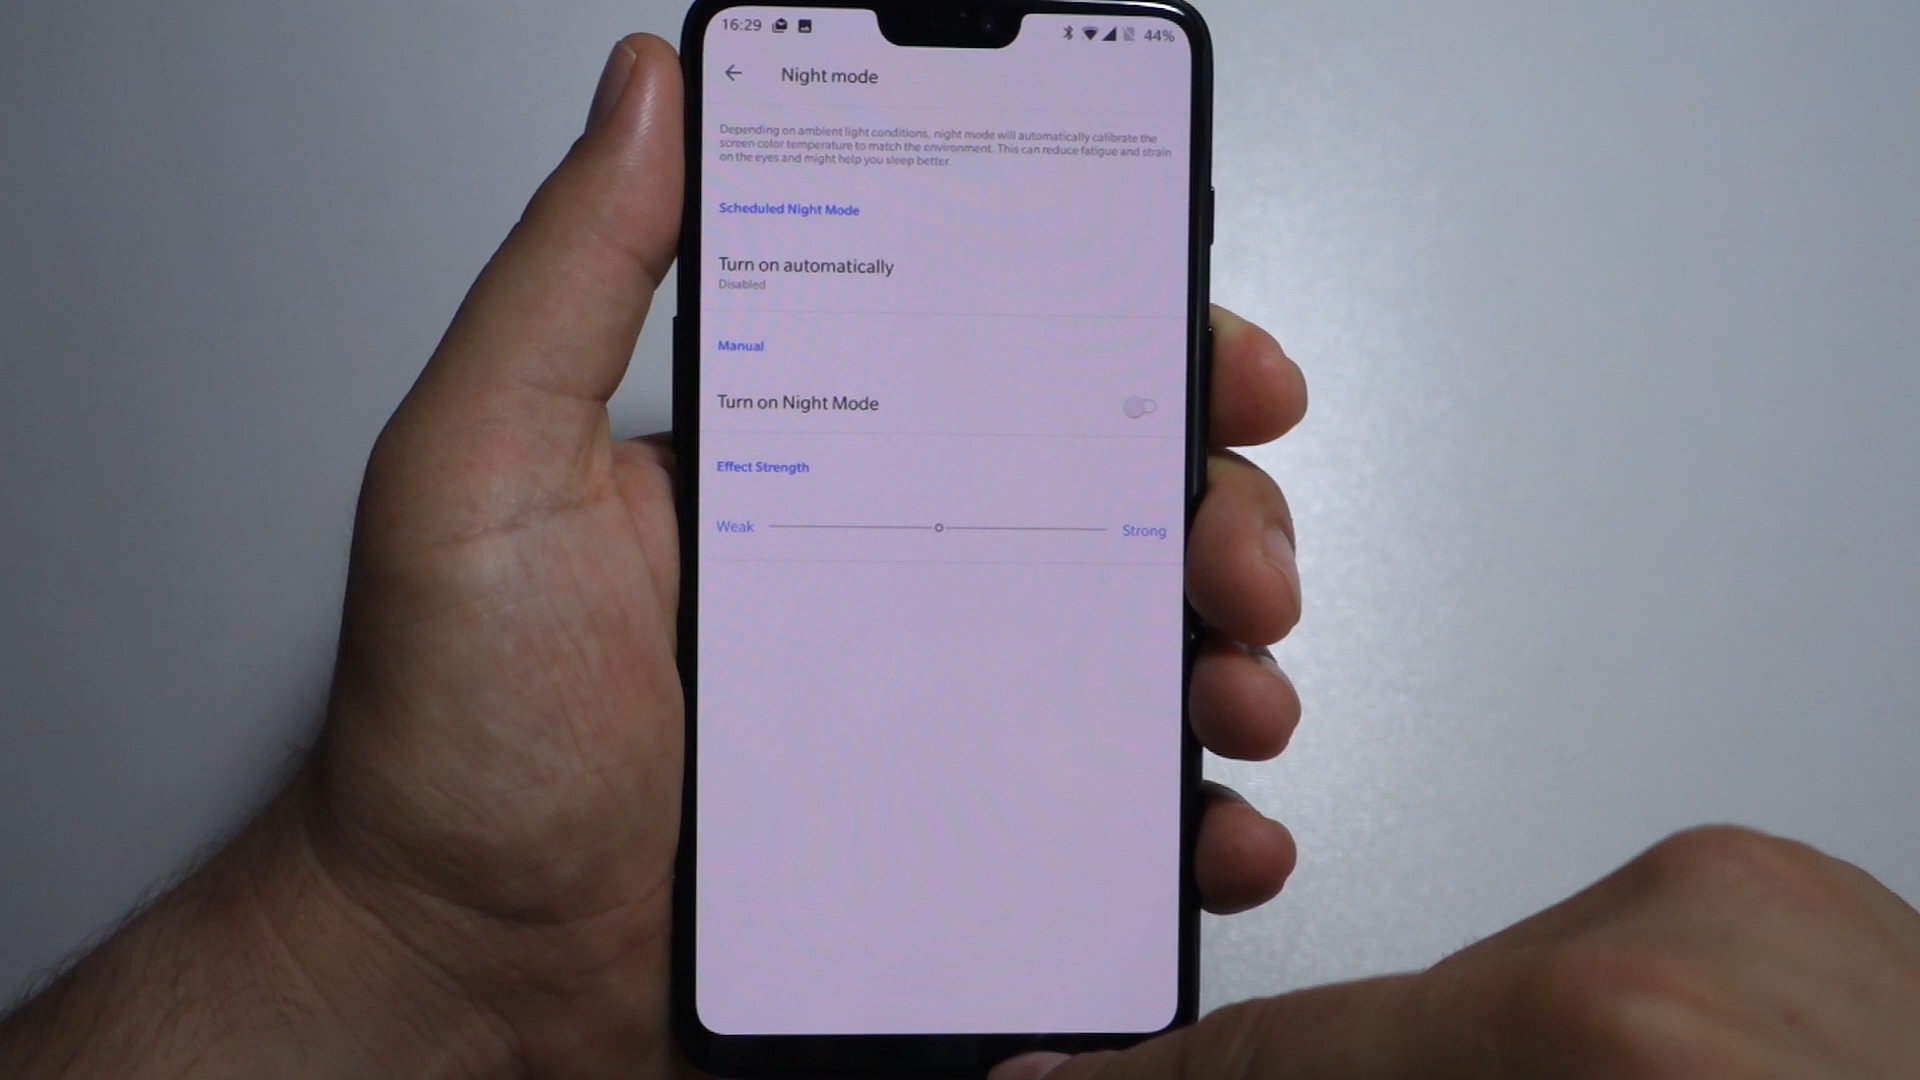 16:29 44%
Night mode
Depending on ambient light conditions, night mode will automatically calibrate the
screen color temperature to match the environment. This can reduce fatigue and strain
on the eyes and might help you sleep better.
Scheduled Night Mode
Turn on automatically
Disabled
Manual
Turn on Night Mode
Effect Strength
Weak Strong